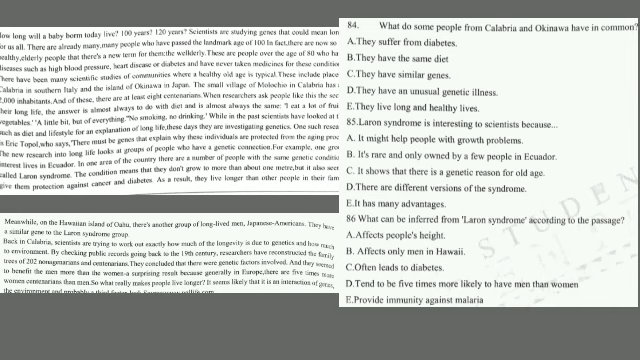 How long will a baby born today live? 100 years? 120 years? Scientists are studying genes that could mean lon
for us all. There are already many,many people who have passed the landmark age of 100 In fact,there are now so
healthy,elderly people that there's a new term for them:the wellderly.These are people over the age of 80 who ha
diseases such as high blood pressure, heart disease or diabetes and have never taken medicines for these conditio
There have been many scientific studies of communities where a healthy old age is typical.These include place
Calabria in southern Italy and the island of Okinawa in Japan. The small village of Molochio in Calabria has
2,000 inhabitants.And of these, there are at least eight centenarians. When researchers ask people like this the sec
their long life, the answer is almost always to do with diet and is almost always the same: "I eat a lot of frui
vegetables." "A little bit, but of everything."No smoking, no drinking.' While in the past scientists have looked at t
such as diet and lifestyle for an explanation of long life,these days they are investigating genetics. One such resea
is Eric Topol,who says,'There must be genes that explain why these individuals are protected from the aging proc
The new research into long life looks at groups of people who have a genetic connection.For example, one gro
interest lives in Ecuador. In one area of the country there are a number of people with the same genetic conditio
called Laron syndrome. The condition means that they don't grow to more than about one metre,but it also see
give them protection against cancer and diabetes. As a result, they live longer than other people in their fam
Meanwhile, on the Hawaiian island of Oahu, there's another group of long-lived men, Japanese-Americans. They have
a similar gene to the Laron syndrome group.
Back in Calabria, scientists are trying to work out exactly how much of the longevity is due to genetics and how much
to environment. By checking public records going back to the 19th century, researchers have reconstructed the family
trees of 202 nonagenarians and centenarians.They concluded that there were genetic factors involved. And they seemed
to benefit the men more than the women-a surprising result because generally in Europe,there are five times more
women centenarians than men.So what really makes people live longer? It seems likely that it is an interaction of genes,
the environment and probably a third factor
84. What do some people from Calabria and Okinawa have in common?
A.They suffer from diabetes.
B.They have the same diet
C.They have similar genes.
D.They have an unusual genetic illness.
E.They live long and healthy lives.
85.Laron syndrome is interesting to scientists because...
A. It might help people with growth problems.
B. It's rare and only owned by a few people in Ecuador.
C. It shows that there is a genetic reason for old age.
D.There are different versions of the syndrome.
E.It has many advantages.
86 What can be inferred from 'Laron syndrome' according to the passage?
A.Affects people's height.
B. Affects only men in Hawaii.
C.Often leads to diabetes.
D.Tend to be five times more likely to have men than women
E.Provide immunity against malaria
STUDEN